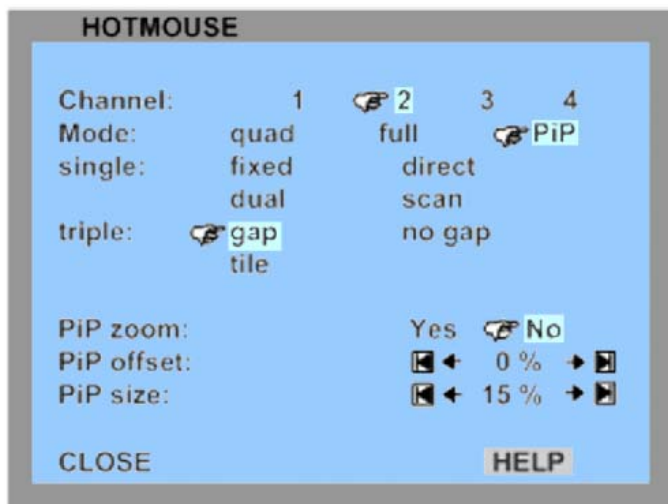 HOTMOUSE
Channel: 1 2 3 4
Mode: quad full PiP
single: fixed direct
dual scan
triple: gap no gap
tile
PiP zoom: Yes No
PiP offset: 0 %
PiP size: 15 %
CLOSE HELP